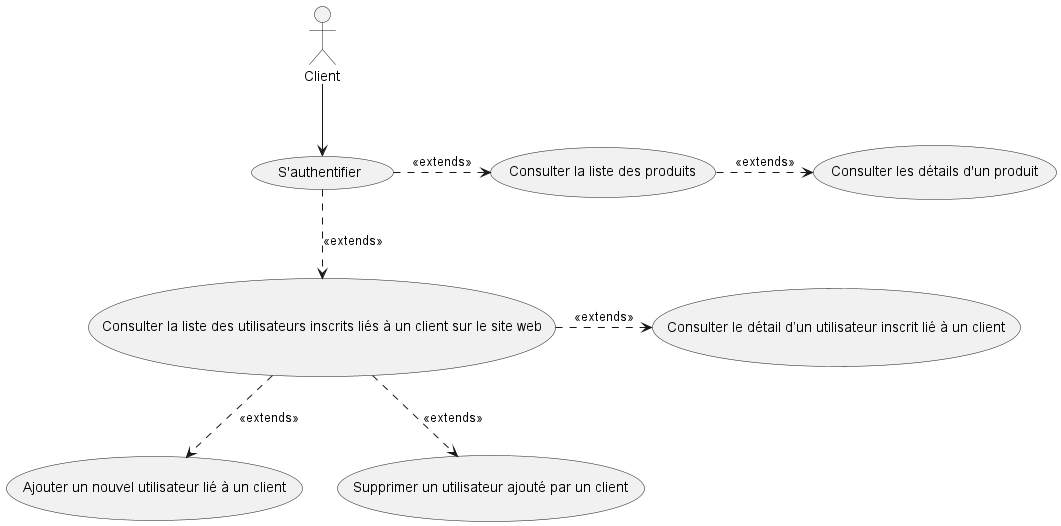 Client
S'authentifier
«extends»
Consulter la liste des produits
«extends»
Consulter les détails d'un produit
«extends»
Consulter la liste des utilisateurs inscrits liés à un client sur le site web
«extends»
Consulter le détail d’un utilisateur inscrit lié à un client
«extends»
«extends»
Ajouter un nouvel utilisateur lié à un client
Supprimer un utilisateur ajouté par un client